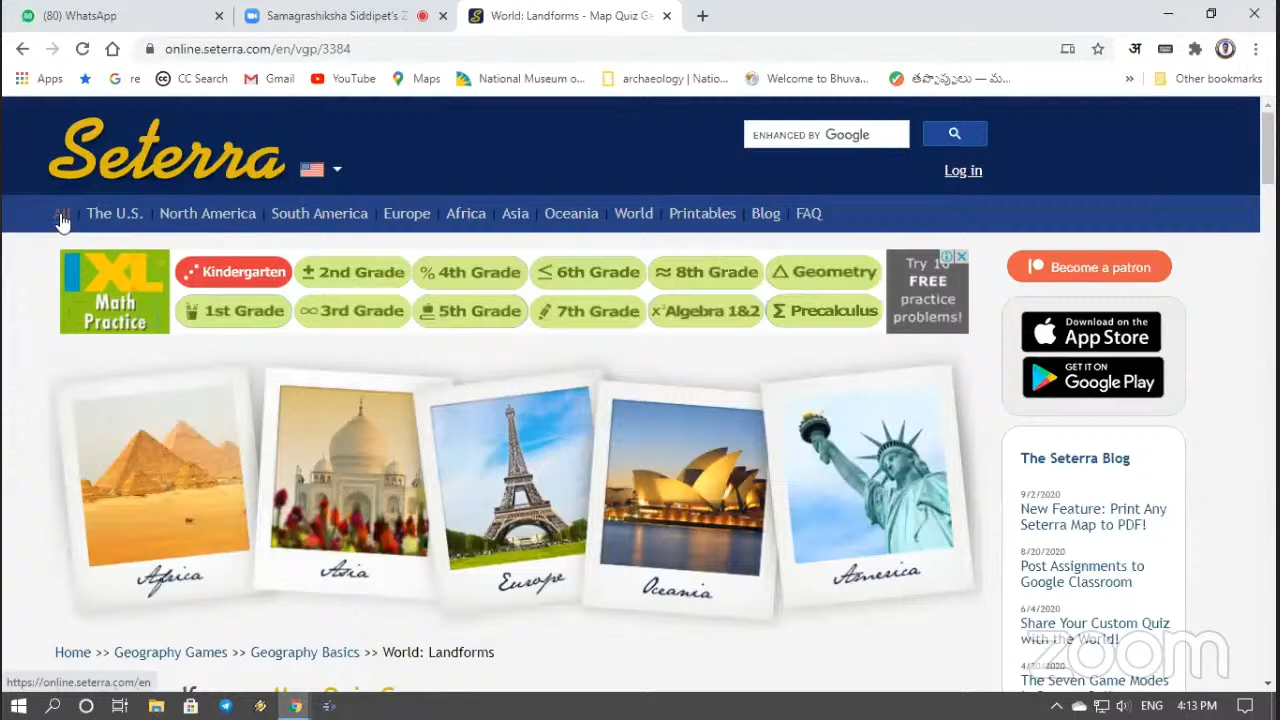 (80) WhatsApp
Samagrashiksha Siddipet's Z
World: Landforms - Map Quiz Ga
online.seterra.com/en/vgp/3384
Apps
re
CC Search
Gmail
YouTube
Maps
National Museum o...
archaeology | Natio...
Welcome to Bhuva...
తప్పొప్పులు — మ...
Other bookmarks
Seterra
ENHANCED BY Google
Log in
All
The U.S.
North America
South America
Europe
Africa
Asia
Oceania
World
Printables
Blog
FAQ
IXL
Math
Practice
Kindergarten
± 2nd Grade
% 4th Grade
≤ 6th Grade
≈ 8th Grade
△ Geometry
1st Grade
∞ 3rd Grade
5th Grade
7th Grade
x² Algebra 1&2
Σ Precalculus
Try 10
FREE
practice
problems!
Become a patron
Download on the
App Store
GET IT ON
Google Play
Africa
Asia
Europe
Oceania
America
The Seterra Blog
9/2/2020
New Feature: Print Any
Seterra Map to PDF!
8/20/2020
Post Assignments to
Google Classroom
6/4/2020
Share Your Custom Quiz
with the World!
The Seven Game Modes
Home >> Geography Games >> Geography Basics >> World: Landforms
zoom
https://online.seterra.com/en
ENG
4:13 PM